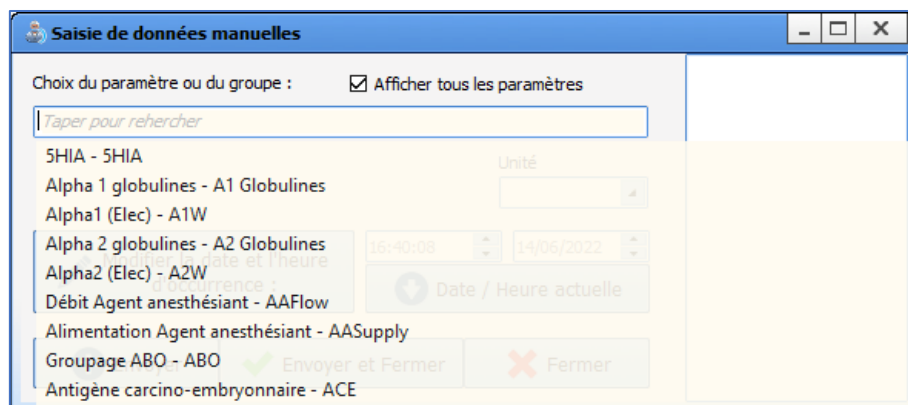 Saisie de données manuelles
Choix du paramètre ou du groupe :
Afficher tous les paramètres
Taper pour rehercher
5HIA - 5HIA
Unité
Alpha 1 globulines - A1 Globulines
Alpha1 (Elec) - A1W
Alpha 2 globulines - A2 Globulines
16:40:08
14/06/2022
Modifier la date et l'heure
Alpha2 (Elec) - A2W
d'occurrence :
Date / Heure actuelle
Débit Agent anesthésiant - AAFlow
Alimentation Agent anesthésiant - AASupply
Groupage ABO - ABO
Envoyer
Envoyer et Fermer
Fermer
Antigène carcino-embryonnaire - ACE